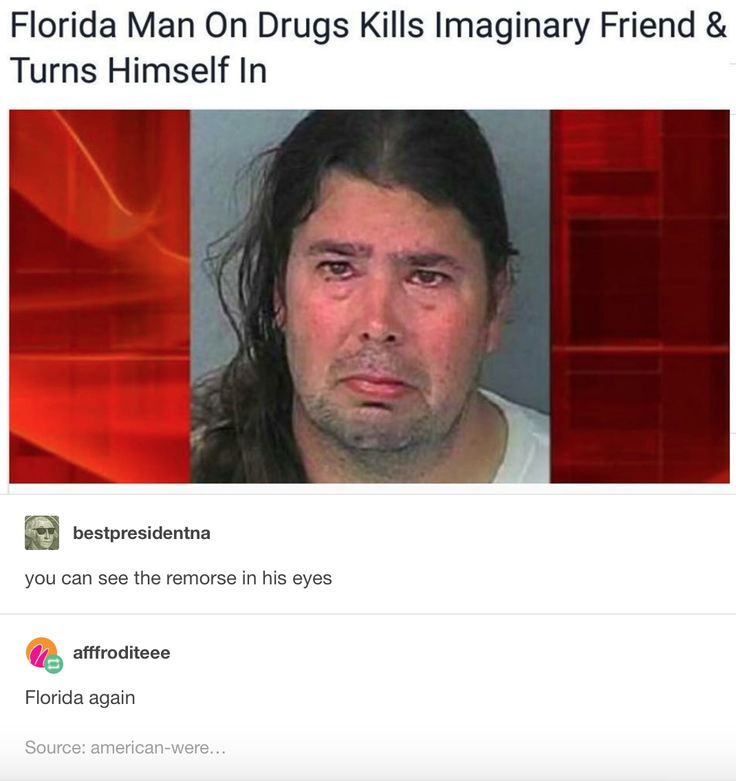 Florida Man On Drugs Kills Imaginary Friend &
Turns Himself In
bestpresidentna
you can see the remorse in his eyes
afffroditeee
Florida again
Source: american-were...